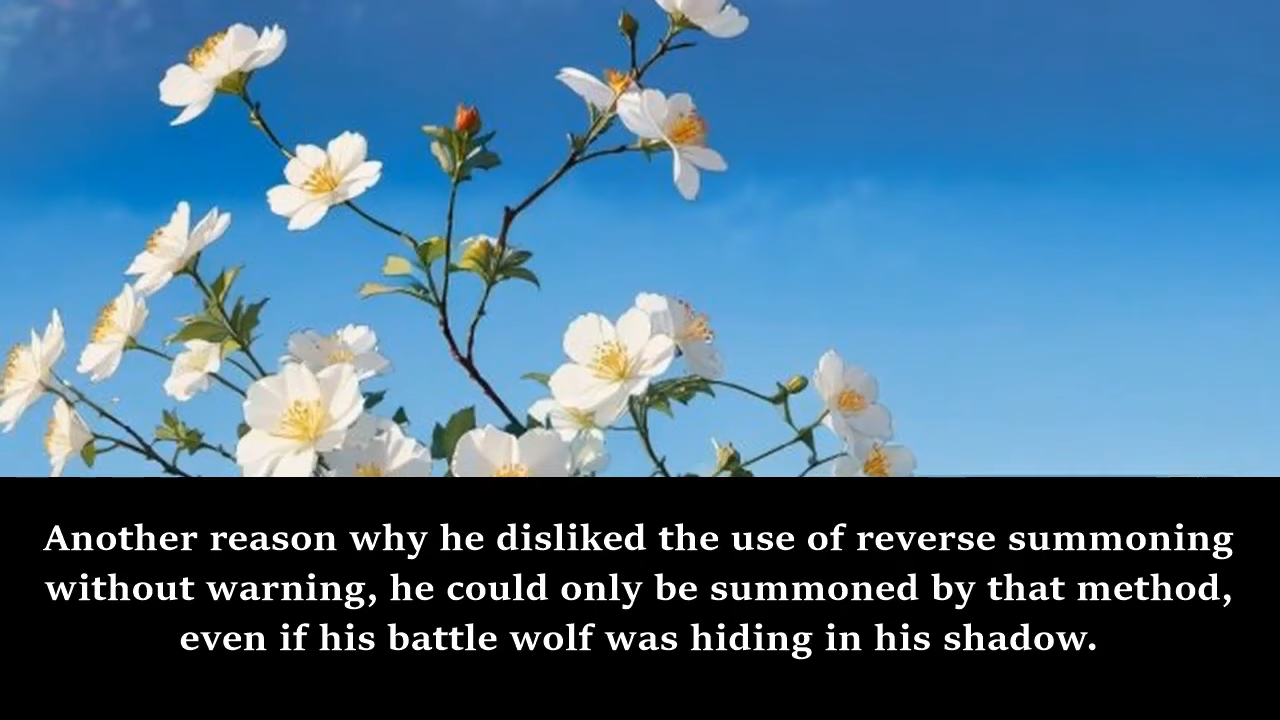 Another reason why he disliked the use of reverse summoning
without warning, he could only be summoned by that method,
even if his battle wolf was hiding in his shadow.